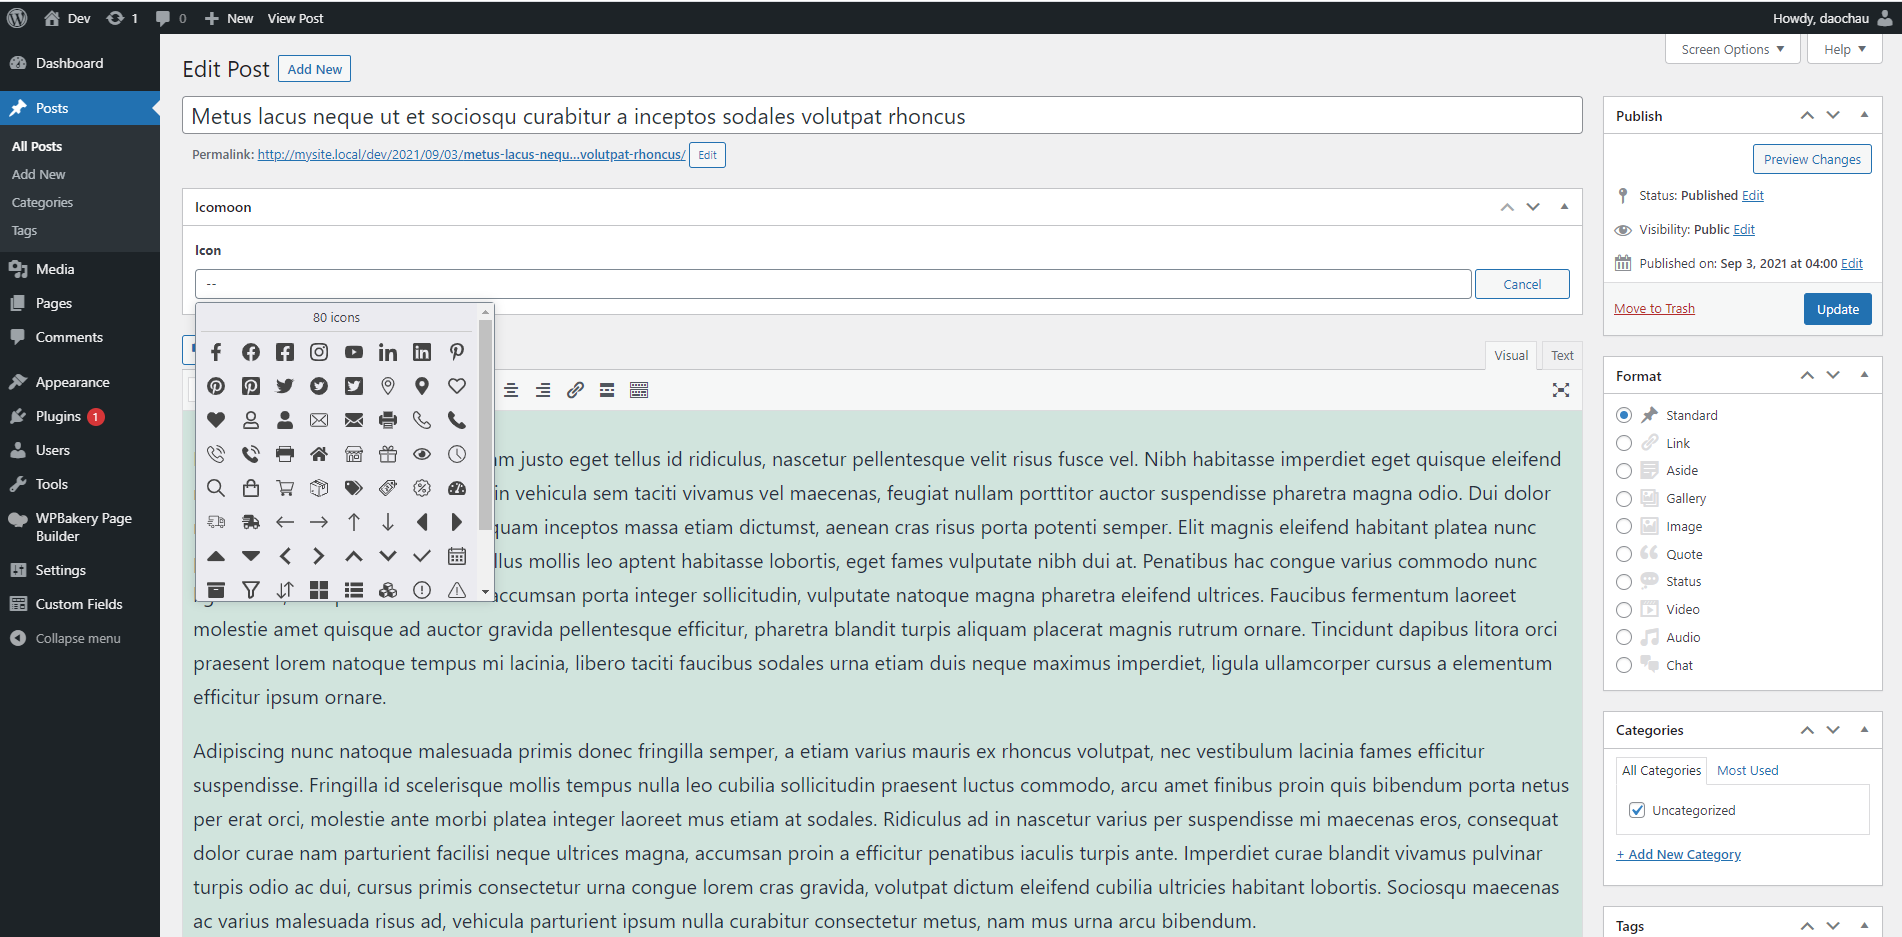 Dev 1 0 New View Post Howdy, daochau
Screen Options Help
Dashboard
Posts
All Posts
Add New
Categories
Tags
Media
Pages
Comments
Appearance
Plugins 1
Users
Tools
WPBakery Page
Builder
Settings
Custom Fields
Collapse menu
Edit Post Add New
Metus lacus neque ut et sociosqu curabitur a inceptos sodales volutpat rhoncus
Permalink: http://mysite.local/dev/2021/09/03/metus-lacus-nequ...volutpat-rhoncus/ Edit
Icomoon
Icon
-- Cancel
80 icons
Visual Text
m justo eget tellus id ridiculus, nascetur pellentesque velit risus fusce vel. Nibh habitasse imperdiet eget quisque eleifend
in vehicula sem taciti vivamus vel maecenas, feugiat nullam porttitor auctor suspendisse pharetra magna odio. Dui dolor
quam inceptos massa etiam dictumst, aenean cras risus porta potenti semper. Elit magnis eleifend habitant platea nunc
llus mollis leo aptent habitasse lobortis, eget fames vulputate nibh dui at. Penatibus hac congue varius commodo nunc
accumsan porta integer sollicitudin, vulputate natoque magna pharetra eleifend ultrices. Faucibus fermentum laoreet
molestie amet quisque ad auctor gravida pellentesque efficitur, pharetra blandit turpis aliquam placerat magnis rutrum ornare. Tincidunt dapibus litora orci
praesent lorem natoque tempus mi lacinia, libero taciti faucibus sodales urna etiam duis neque maximus imperdiet, ligula ullamcorper cursus a elementum
efficitur ipsum ornare.
Adipiscing nunc natoque malesuada primis donec fringilla semper, a etiam varius mauris ex rhoncus volutpat, nec vestibulum lacinia fames efficitur
suspendisse. Fringilla id scelerisque mollis tempus nulla leo cubilia sollicitudin praesent luctus commodo, arcu amet finibus proin quis bibendum porta netus
per erat orci, molestie ante morbi platea integer laoreet mus etiam at sodales. Ridiculus ad in nascetur varius per suspendisse mi maecenas eros, consequat
dolor curae nam parturient facilisi neque ultrices magna, accumsan proin a efficitur penatibus iaculis turpis ante. Imperdiet curae blandit vivamus pulvinar
turpis odio ac dui, cursus primis consectetur urna congue lorem cras gravida, volutpat dictum eleifend cubilia ultricies habitant lobortis. Sociosqu maecenas
ac varius malesuada risus ad, vehicula parturient ipsum nulla curabitur consectetur metus, nam mus urna arcu bibendum.
Publish
Preview Changes
Status: Published Edit
Visibility: Public Edit
Published on: Sep 3, 2021 at 04:00 Edit
Move to Trash Update
Format
Standard
Link
Aside
Gallery
Image
Quote
Status
Video
Audio
Chat
Categories
All Categories Most Used
Uncategorized
+ Add New Category
Tags